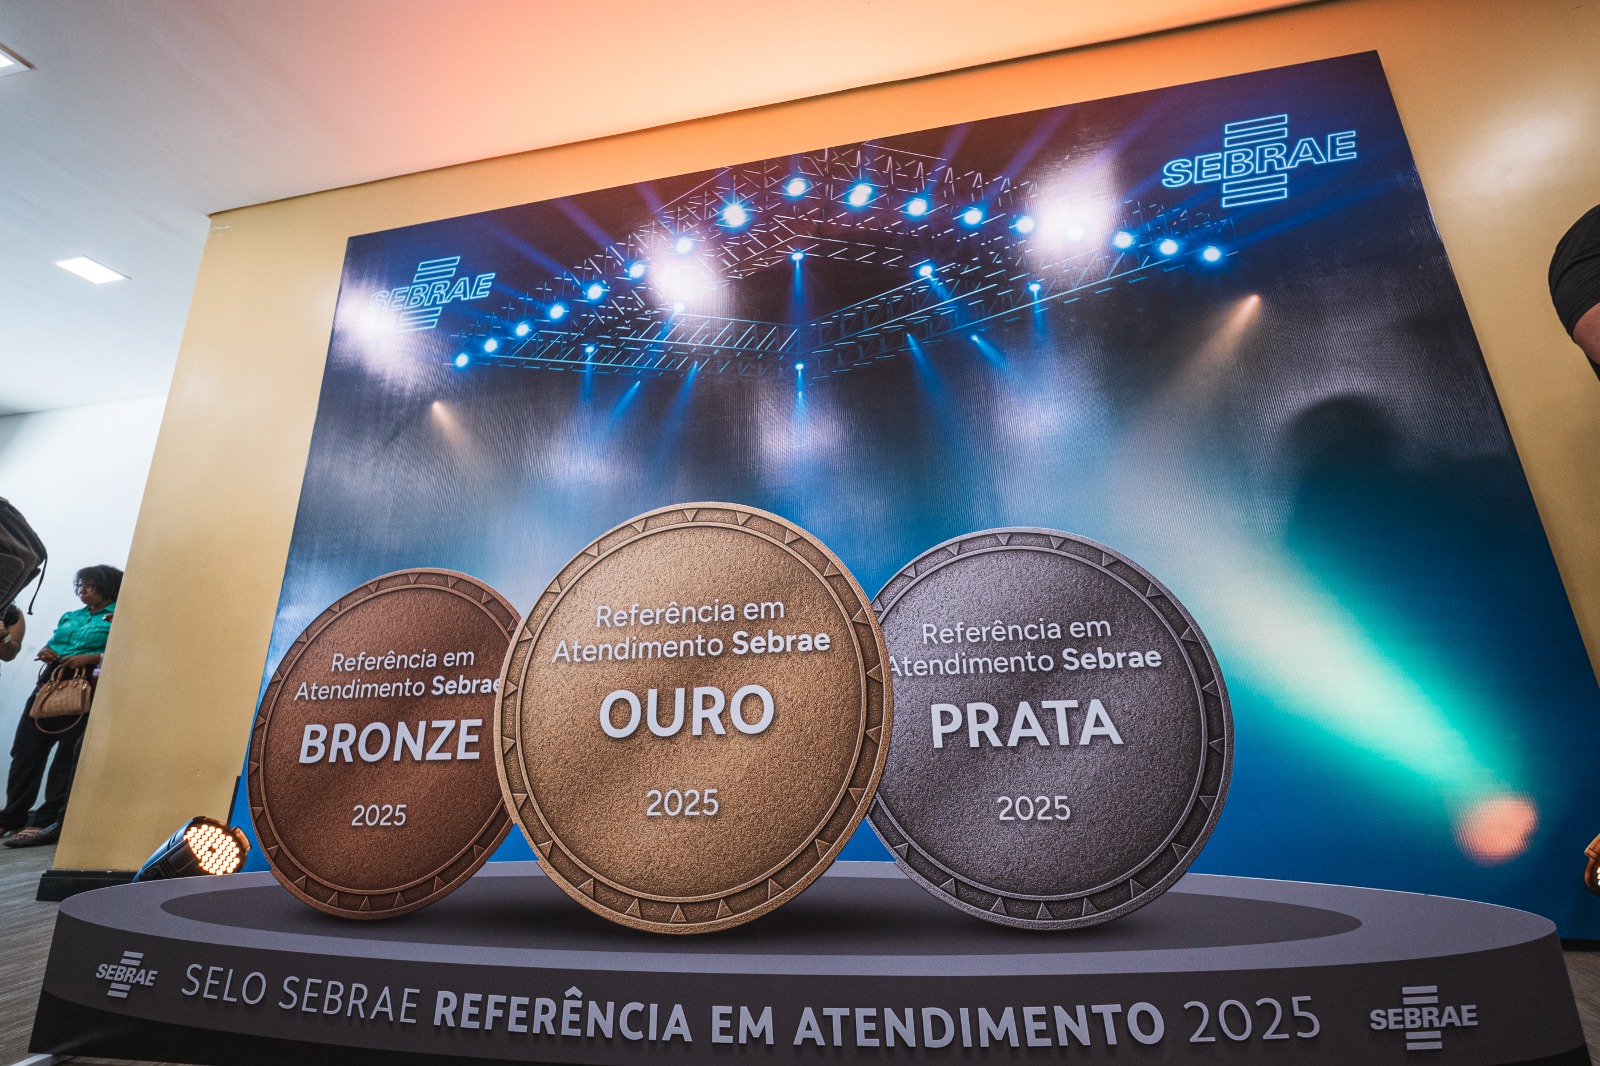 SEBRAE
SEBRAE
Referência em
Atendimento Sebrae
BRONZE
2025
Referência em
Atendimento Sebrae
OURO
2025
Referência em
Atendimento Sebrae
PRATA
2025
SEBRAE
SELO SEBRAE REFERÊNCIA EM ATENDIMENTO 2025
SEBRAE